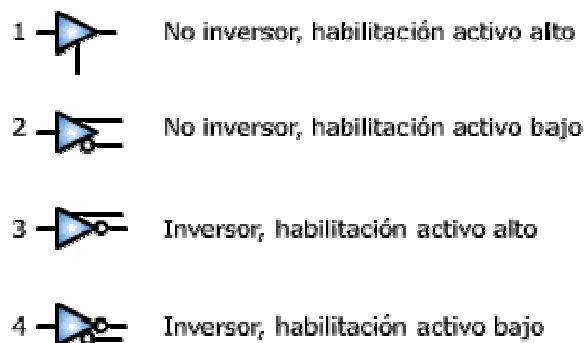 1 No inversor, habilitación activo alto
2 No inversor, habilitación activo bajo
3 Inversor, habilitación activo alto
4 Inversor, habilitación activo bajo